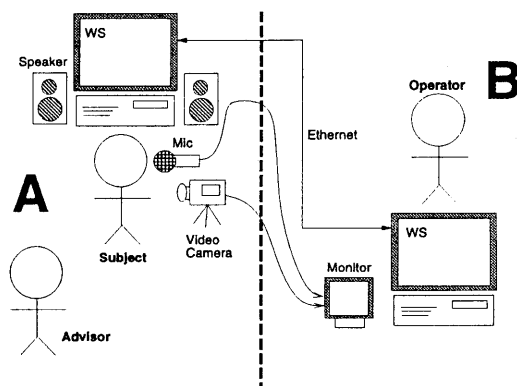 WS
Speaker
Operator
B
Mic
Ethernet
A
WS
Subject
Video
Camera
Monitor
Advisor